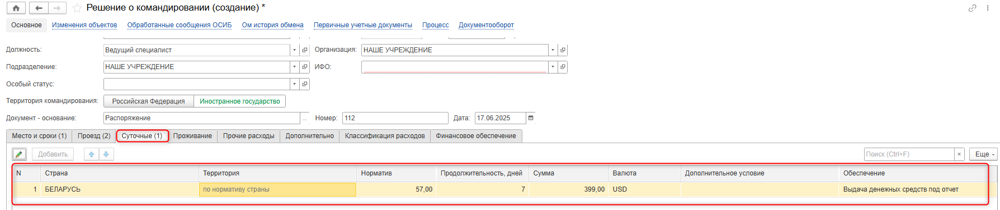 Решение о командировании (создание) *
Основное Изменения объектов Обработанные сообщения ОСИБ Ом история обмена Первичные учетные документы Процесс Документооборот
Должность: Ведущий специалист Организация: НАШЕ УЧРЕЖДЕНИЕ
Подразделение: НАШЕ УЧРЕЖДЕНИЕ ИФО:
Особый статус:
Территория командирования: Российская Федерация Иностранное государство
Документ - основание: Распоряжение ... Номер: 112 Дата: 17.06.2025
Место и сроки (1) Проезд (2) Суточные (1) Проживание Прочие расходы Дополнительно Классификация расходов Финансовое обеспечение
Добавить Поиск (Ctrl+F) × Еще
N Страна Территория Норматив Продолжительность, дней Сумма Валюта Дополнительное условие Обеспечение
1 БЕЛАРУСЬ по нормативу страны 57,00 7 399,00 USD Выдача денежных средств под отчет